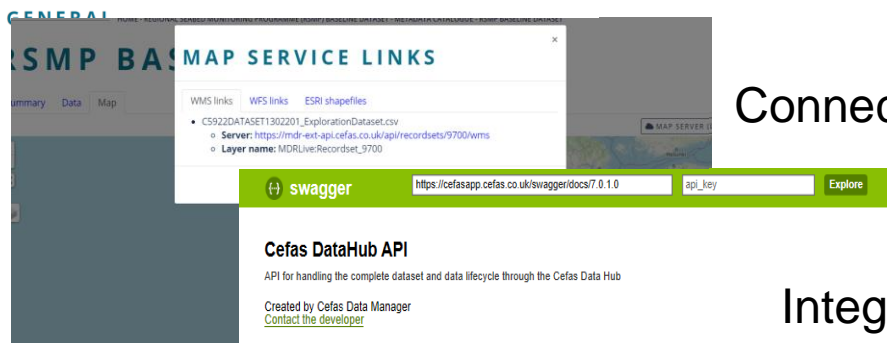 GENERAL HOME - REGIONAL SEABED MONITORING PROGRAMME (RSMP) BASELINE DATASET - METADATA CATALOGUE - RSMP BASELINE DATASET
RSMP BAS
ummary Data Map
MAP SERVICE LINKS
×
WMS links WFS links ESRI shapefiles
• C5922DATASET1302201_ExplorationDataset.csv
Server: https://mdr-ext-api.cefas.co.uk/api/recordsets/9700/wms
Layer name: MDRLive:Recordset_9700
MAP SERVER
Connec
swagger https://cefasapp.cefas.co.uk/swagger/docs/7.0.1.0 api_key Explore
Cefas DataHub API
API for handling the complete dataset and data lifecycle through the Cefas Data Hub
Created by Cefas Data Manager
Contact the developer
Integ